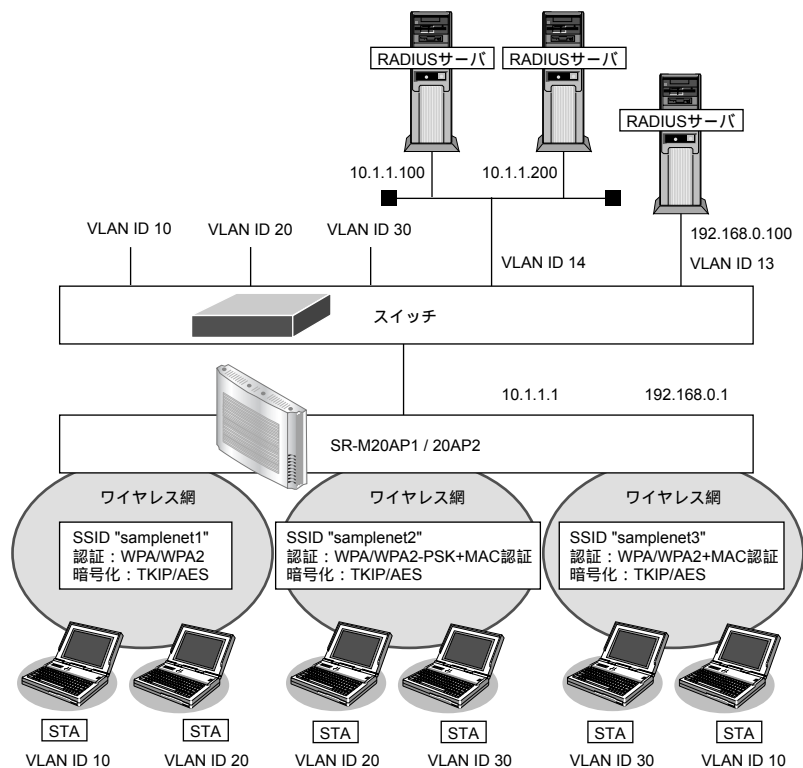 RADIUSサーバ
RADIUSサーバ
RADIUSサーバ
10.1.1.100
10.1.1.200
192.168.0.100
VLAN ID 10
VLAN ID 20
VLAN ID 30
VLAN ID 14
VLAN ID 13
スイッチ
10.1.1.1
192.168.0.1
SR-M20AP1 / 20AP2
ワイヤレス網
SSID "samplenet1"
認証：WPA/WPA2
暗号化：TKIP/AES
ワイヤレス網
SSID "samplenet2"
認証：WPA/WPA2-PSK+MAC認証
暗号化：TKIP/AES
ワイヤレス網
SSID "samplenet3"
認証：WPA/WPA2+MAC認証
暗号化：TKIP/AES
STA
STA
STA
STA
STA
STA
VLAN ID 10
VLAN ID 20
VLAN ID 20
VLAN ID 30
VLAN ID 30
VLAN ID 10